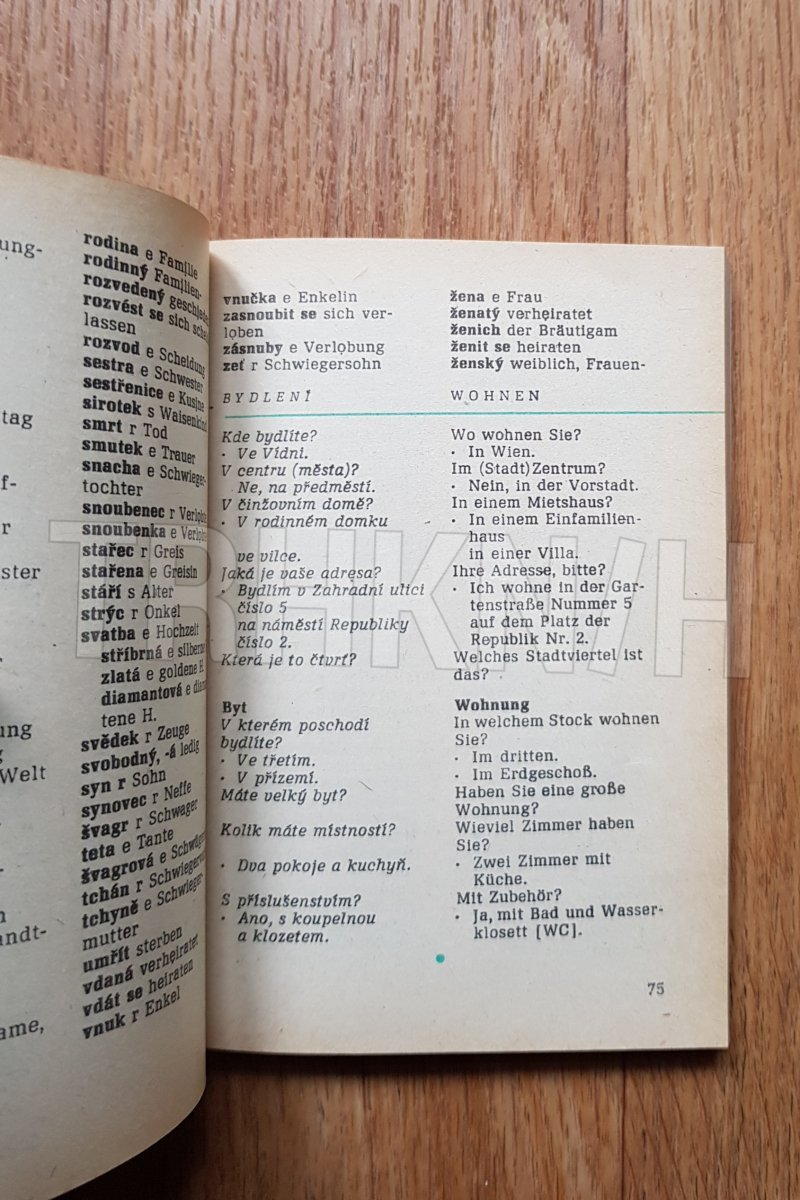 ung-
tag
f-
r
ster
ung
g
Welt
n
andt-
ame,
rodina e Familie
rodinný Familien-
rozvedený
rozvést se sich
lassen
rozvod e Scheidung
sestra e Schwester
sestřenice e Kusine
sirotek s
smrt r Tod
smutek e Trauer
snacha e Schwieger-
tochter
snoubenec r
snoubenka e
stařec r Greis
stařena e Greisin
stáří s Alter
strýc r Onkel
svatba e Hochzeit
stříbrná e silberne
zlatá e goldene H.
diamantová e
tene H.
svědek r Zeuge
svobodný, -á ledig
syn r Sohn
synovec r Neffe
švagr r Schwager
teta e Tante
švagrová e
tchán r
tchyně e Schwieger-
mutter
umřít sterben
vdaná verheiratet
vdát se heiraten
vnuk r Enkel
vnučka e Enkelin
zasnoubit se sich ver-
loben
zásnuby e Verlobung
zeť r Schwiegersohn
žena e Frau
ženatý verheiratet
ženich der Bräutigam
ženit se heiraten
ženský weiblich, Frauen-
BYDLENÍ
WOHNEN
Kde bydlíte?
• Ve Vídni.
V centru (města)?
Ne, na předměstí.
V činžovním domě?
• V rodinném domku
ve vilce.
Jaká je vaše adresa?
• Bydlím v Zahradní ulici
číslo 5
na náměstí Republiky
číslo 2.
Která je to čtvrť?
Wo wohnen Sie?
• In Wien.
Im (Stadt)Zentrum?
• Nein, in der Vorstadt.
In einem Mietshaus?
• In einem Einfamilien-
haus
in einer Villa.
Ihre Adresse, bitte?
• Ich wohne in der Gar-
tenstraße Nummer 5
auf dem Platz der
Republik Nr. 2.
Welches Stadtviertel ist
das?
Byt
V kterém poschodí
bydlíte?
• Ve třetím.
• V přízemí.
Máte velký byt?
Kolik máte místností?
• Dva pokoje a kuchyň.
S příslušenstvím?
• Ano, s koupelnou
a klozetem.
Wohnung
In welchem Stock wohnen
Sie?
• Im dritten.
• Im Erdgeschoß.
Haben Sie eine große
Wohnung?
Wieviel Zimmer haben
Sie?
• Zwei Zimmer mit
Küche.
Mit Zubehör?
• Ja, mit Bad und Wasser-
klosett [WC].
75